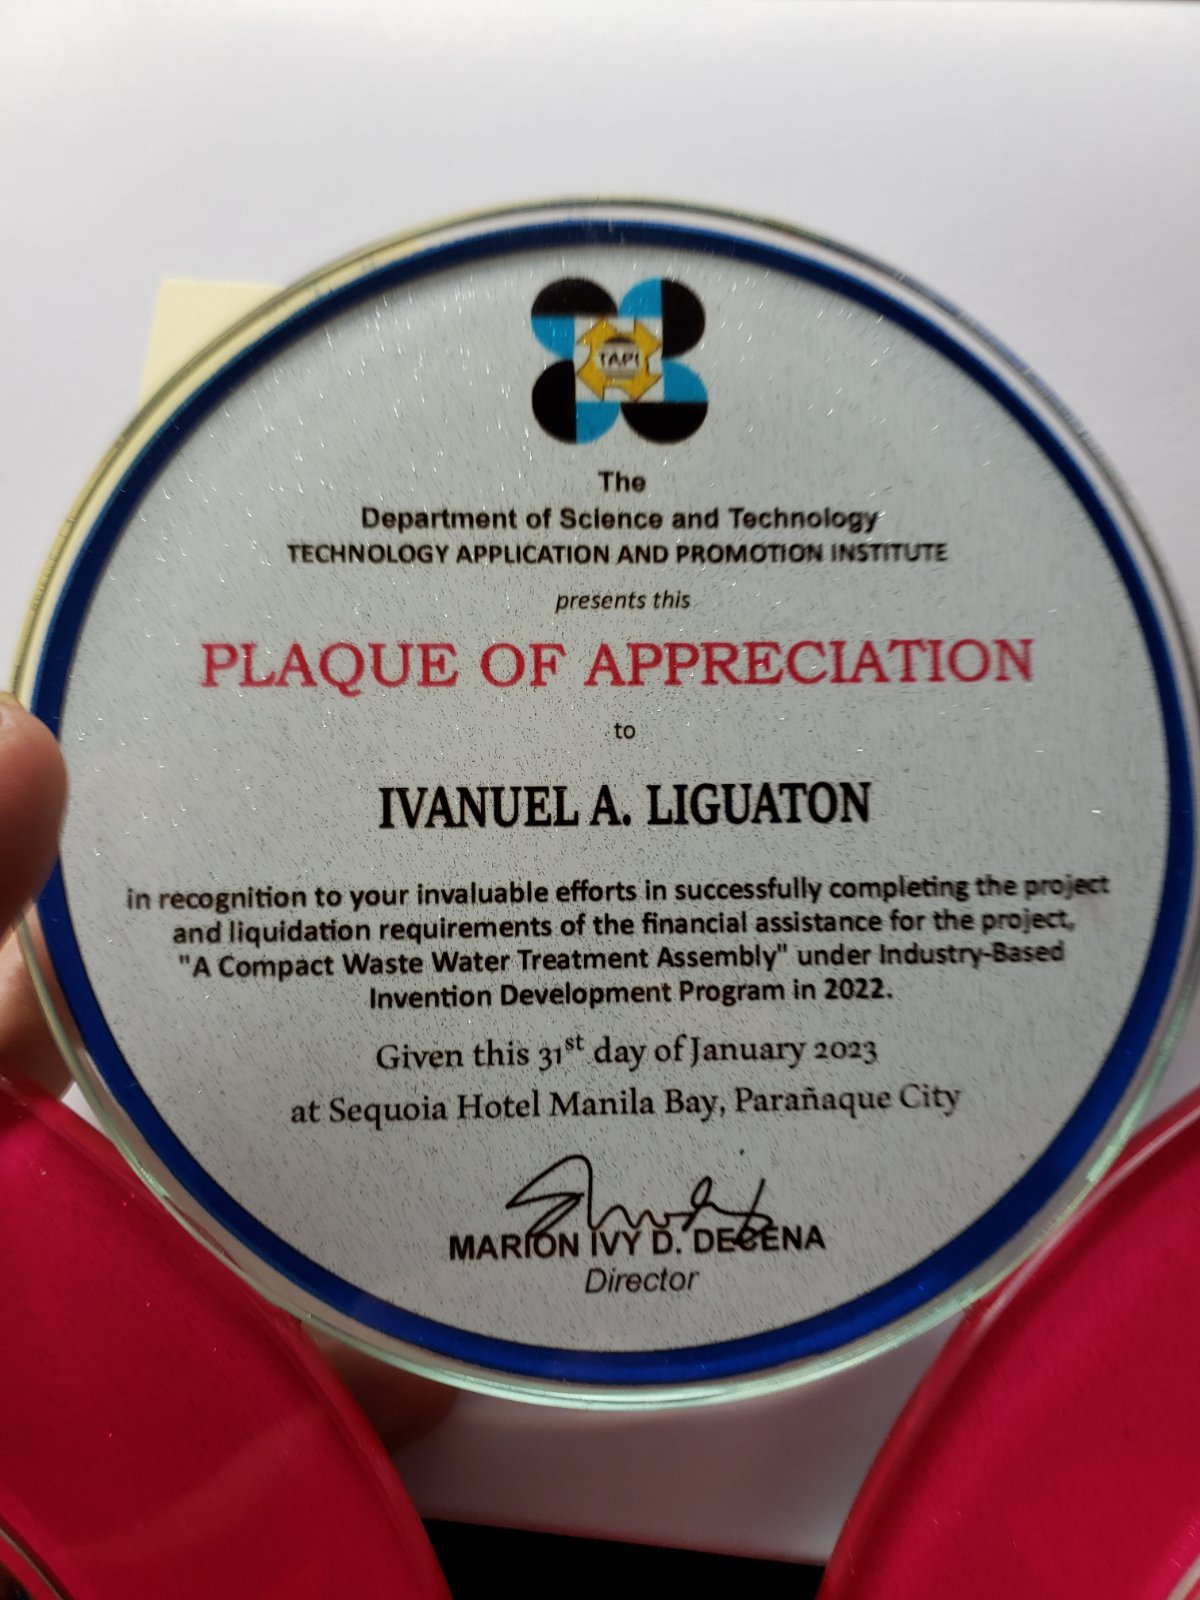 TAPI
The
Department of Science and Technology
TECHNOLOGY APPLICATION AND PROMOTION INSTITUTE
presents this
PLAQUE OF APPRECIATION
to
IVANUEL A. LIGUATON
in recognition to your invaluable efforts in successfully completing the project
and liquidation requirements of the financial assistance for the project,
"A Compact Waste Water Treatment Assembly" under Industry-Based
Invention Development Program in 2022.
Given this 31st day of January 2023
at Sequoia Hotel Manila Bay, Parañaque City
MARION IVY D. DECENA
Director